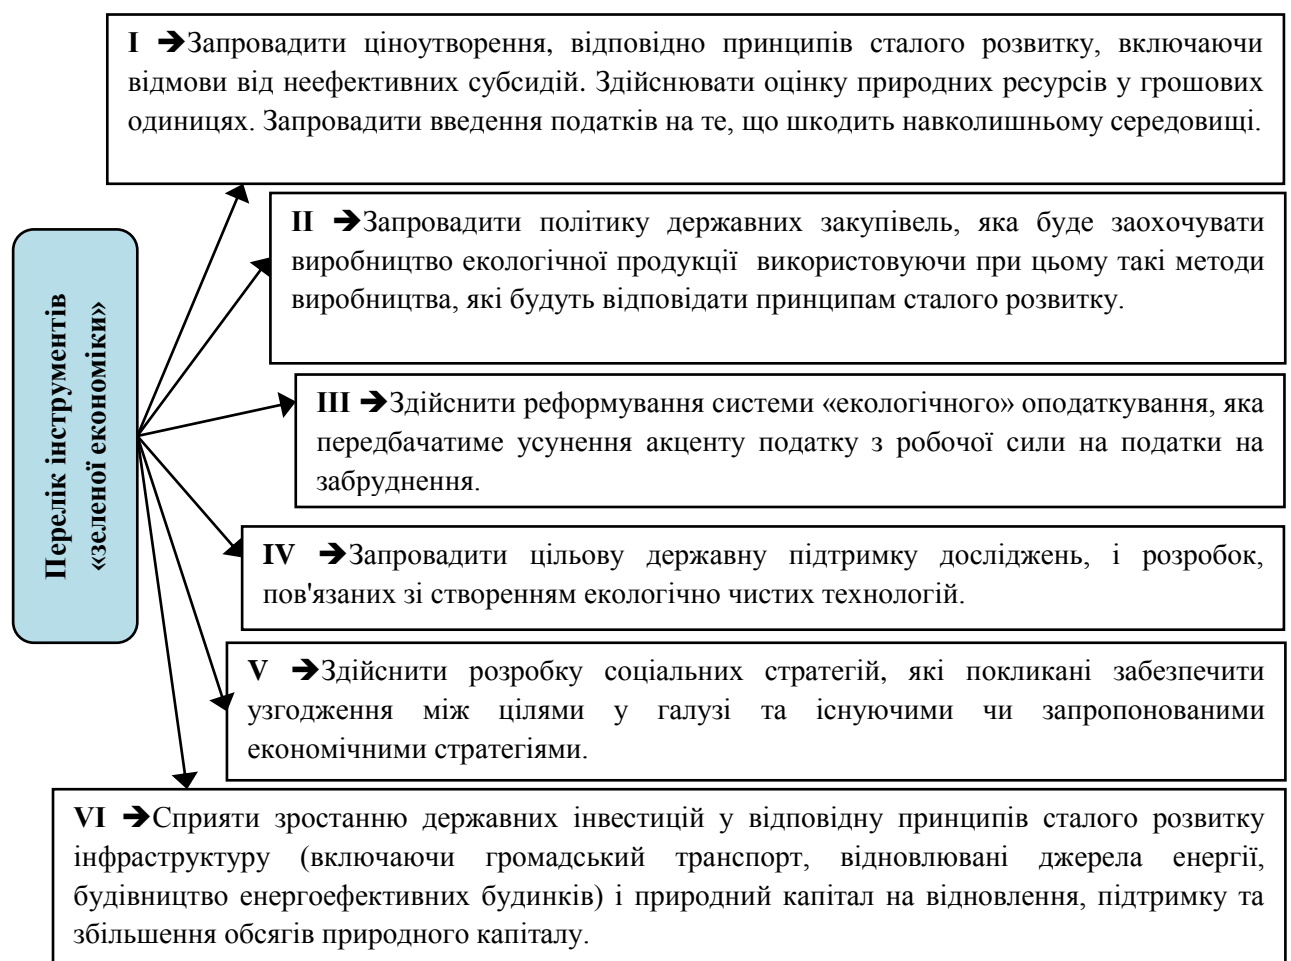 I ➔Запровадити ціноутворення, відповідно принципів сталого розвитку, включаючи
відмови від неефективних субсидій. Здійснювати оцінку природних ресурсів у грошових
одиницях. Запровадити введення податків на те, що шкодить навколишньому середовищі.
II ➔Запровадити політику державних закупівель, яка буде заохочувати
виробництво екологічної продукції використовуючи при цьому такі методи
виробництва, які будуть відповідати принципам сталого розвитку.
Перелік інструментів
«зеленої економіки»
III ➔Здійснити реформування системи «екологічного» оподаткування, яка
передбачатиме усунення акценту податку з робочої сили на податки на
забруднення.
IV ➔Запровадити цільову державну підтримку досліджень, і розробок,
пов'язаних зі створенням екологічно чистих технологій.
V ➔Здійснити розробку соціальних стратегій, які покликані забезпечити
узгодження між цілями у галузі та існуючими чи запропонованими
економічними стратегіями.
VI ➔Сприяти зростанню державних інвестицій у відповідну принципів сталого розвитку
інфраструктуру (включаючи громадський транспорт, відновлювані джерела енергії,
будівництво енергоефективних будинків) і природний капітал на відновлення, підтримку та
збільшення обсягів природного капіталу.